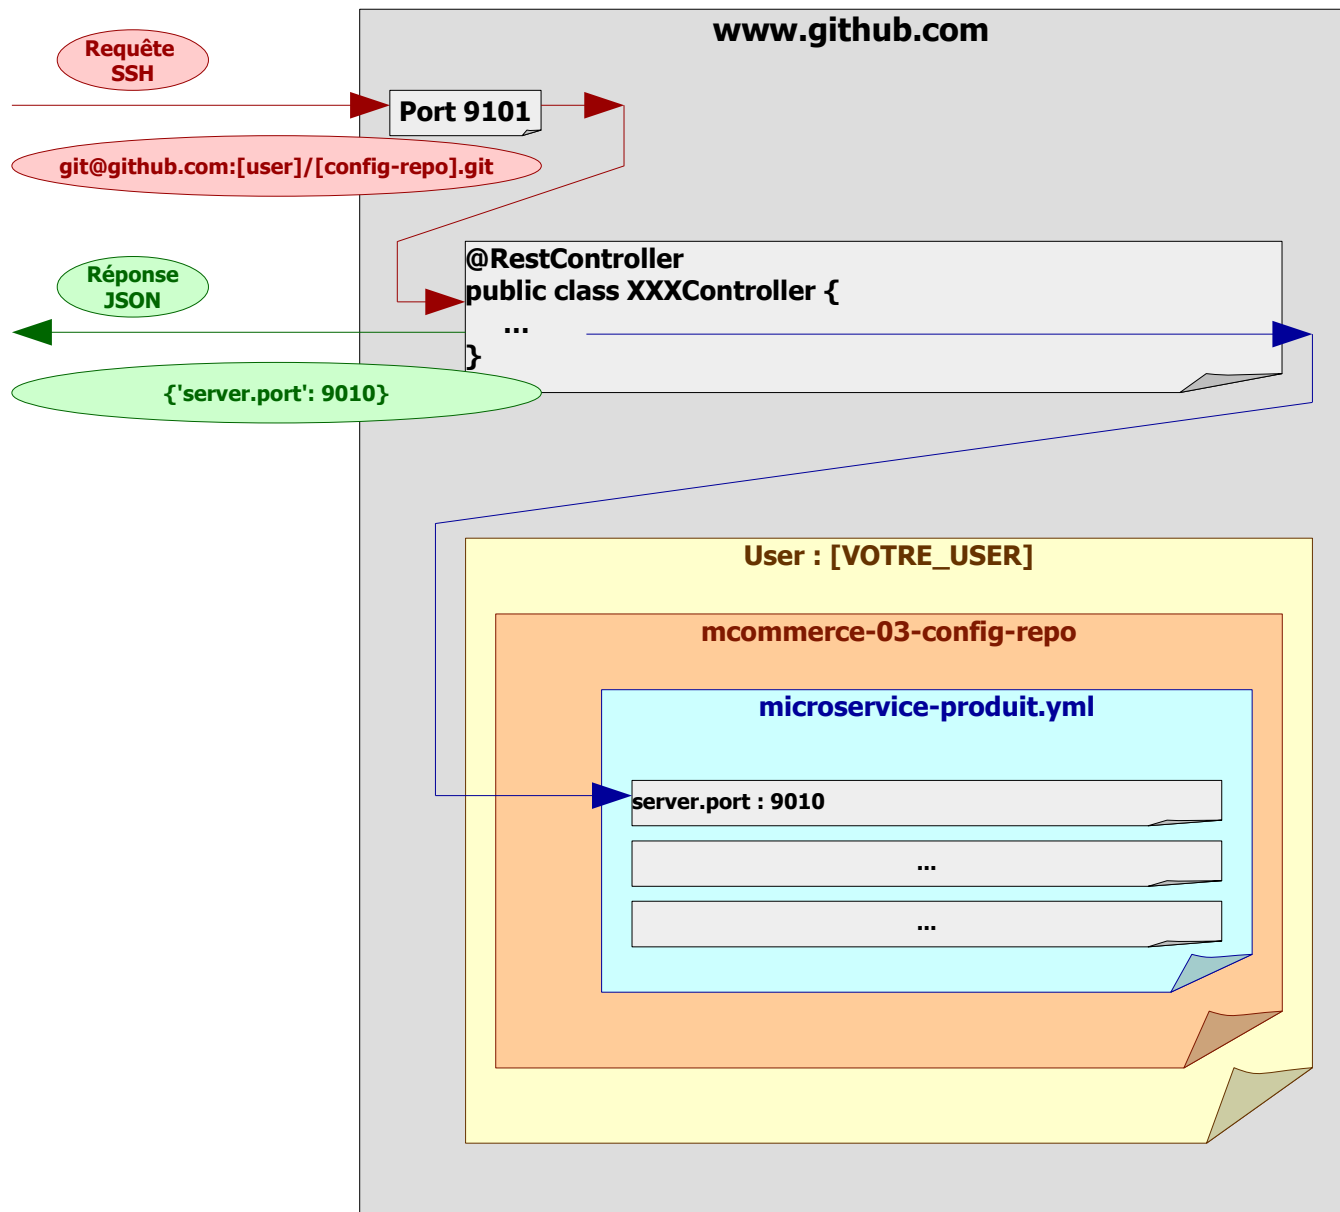 www.github.com
Requête
SSH
Port 9101
git@github.com:[user]/[config-repo].git
@RestController
public class XXXController {
...
}
Réponse
JSON
{'server.port': 9010}
User : [VOTRE_USER]
mcommerce-03-config-repo
microservice-produit.yml
server.port : 9010
...
...